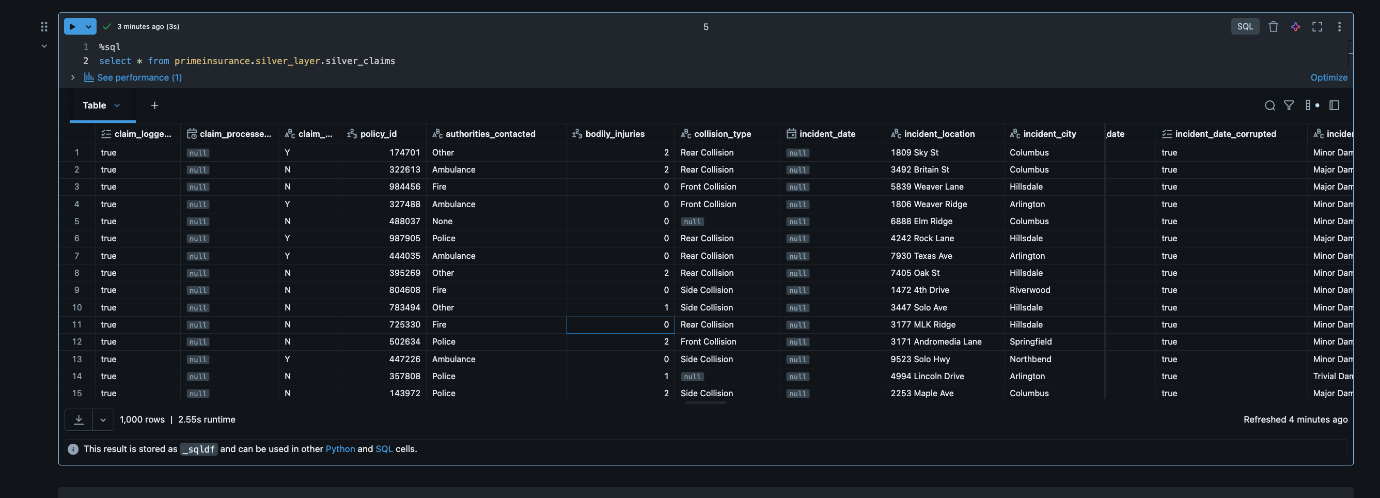 3 minutes ago (3s)
5
SQL
1 %sql
2 select * from primeinsurance.silver_layer.silver_claims
See performance (1)
Optimize
Table
claim_logge... claim_processe... claim_... policy_id authorities_contacted bodily_injuries collision_type incident_date incident_location incident_city _date incident_date_corrupted
1 true null Y 174701 Other 2 Rear Collision null 1809 Sky St Columbus true Minor Dam
2 true null N 322613 Ambulance 2 Rear Collision null 3492 Britain St Columbus true Major Dam
3 true null N 984456 Fire 0 Front Collision null 5839 Weaver Lane Hillsdale true Minor Dam
4 true null Y 327488 Ambulance 0 Front Collision null 1806 Weaver Ridge Arlington true Minor Dam
5 true null N 488037 None 0 null null 6888 Elm Ridge Columbus true Minor Dam
6 true null Y 987905 Police 0 Rear Collision null 4242 Rock Lane Hillsdale true Major Dam
7 true null Y 444035 Ambulance 0 Rear Collision null 7930 Texas Ave Arlington true Minor Dam
8 true null N 395269 Other 2 Rear Collision null 7405 Oak St Hillsdale true Minor Dam
9 true null N 804608 Fire 0 Side Collision null 1472 4th Drive Riverwood true Minor Dam
10 true null N 783494 Other 1 Side Collision null 3447 Solo Ave Hillsdale true Minor Dam
11 true null N 725330 Fire 0 Rear Collision null 3177 MLK Ridge Hillsdale true Minor Dam
12 true null N 502634 Police 2 Front Collision null 3171 Andromedia Lane Springfield true Minor Dam
13 true null Y 447226 Ambulance 0 Side Collision null 9523 Solo Hwy Northbend true Minor Dam
14 true null N 357808 Police 1 null null 4994 Lincoln Drive Arlington true Trivial Dam
15 true null N 143972 Police 2 Side Collision null 2253 Maple Ave Columbus true Major Dam
1,000 rows | 2.55s runtime
Refreshed 4 minutes ago
This result is stored as _sqldf and can be used in other Python and SQL cells.